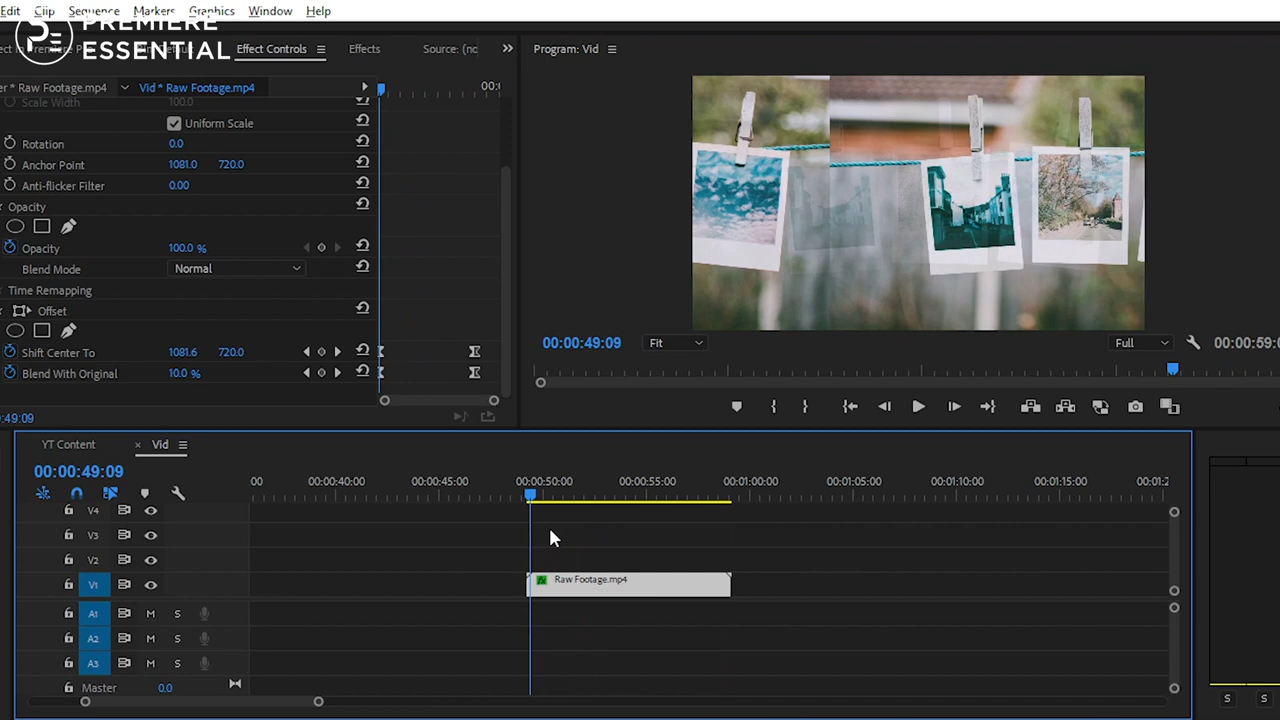 Edit Clip Sequence Markers Graphics Window Help
PREMIERE
ESSENTIAL
Effect Controls Effects Source: (nc
Program: Vid
er * Raw Footage.mp4 Vid * Raw Footage.mp4 00:0
Scale Width 100.0
Uniform Scale
Rotation 0.0
Anchor Point 1081.0 720.0
Anti-flicker Filter 0.00
Opacity
Opacity 100.0 %
Blend Mode Normal
Time Remapping
Offset
Shift Center To 1081.6 720.0
Blend With Original 10.0 %
:49:09
00:00:49:09 Fit Full 00:00:59:0
YT Content × Vid
00:00:49:09
00 00:00:40:00 00:00:45:00 00:00:50:00 00:00:55:00 00:01:00:00 00:01:05:00 00:01:10:00 00:01:15:00 00:01:2
V4
V3
V2
V1 fx Raw Footage.mp4
A1 M S
A2 M S
A3 M S
Master 0.0
S S